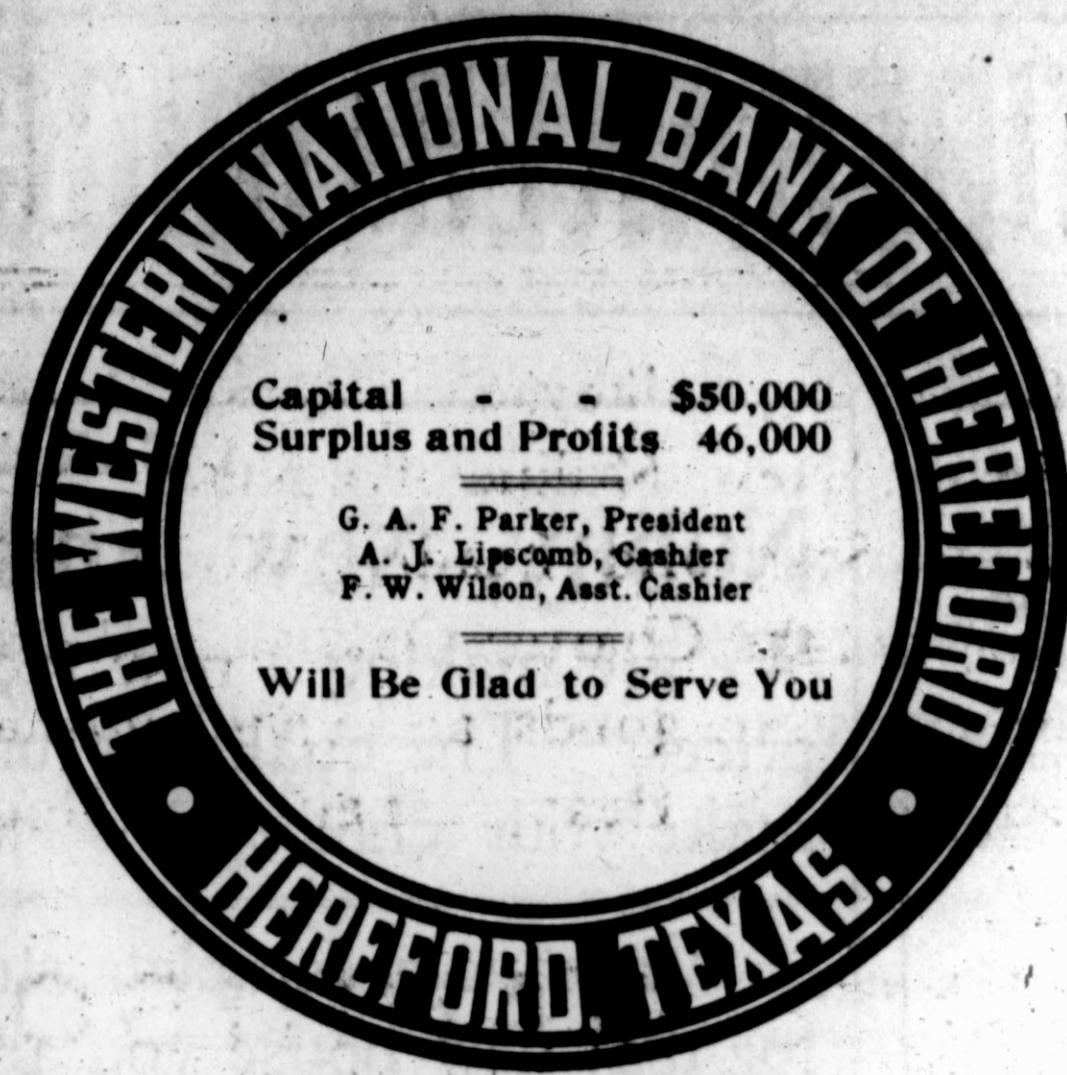 THE WESTERN NATIONAL BANK OF HEREFORD
Capital - - $50,000
Surplus and Profits 46,000
G. A. F. Parker, President
A. J. Lipscomb, Cashier
F. W. Wilson, Asst. Cashier
Will Be Glad to Serve You
HEREFORD, TEXAS.